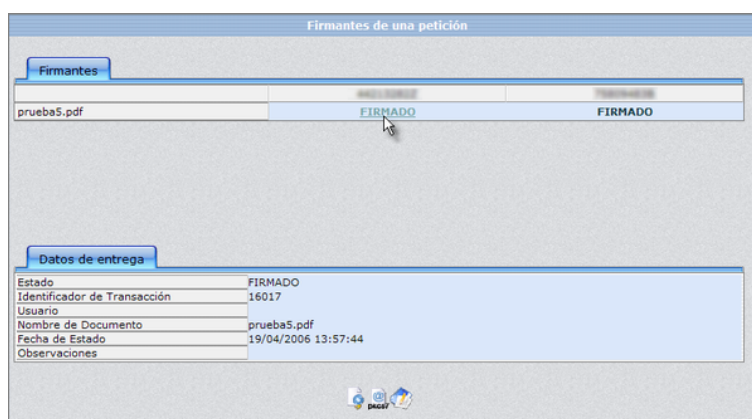 Firmantes de una petición
Firmantes
prueba5.pdf FIRMADO FIRMADO
Datos de entrega
Estado FIRMADO
Identificador de Transacción 16017
Usuario
Nombre de Documento prueba5.pdf
Fecha de Estado 19/04/2006 13:57:44
Observaciones
PKCS7